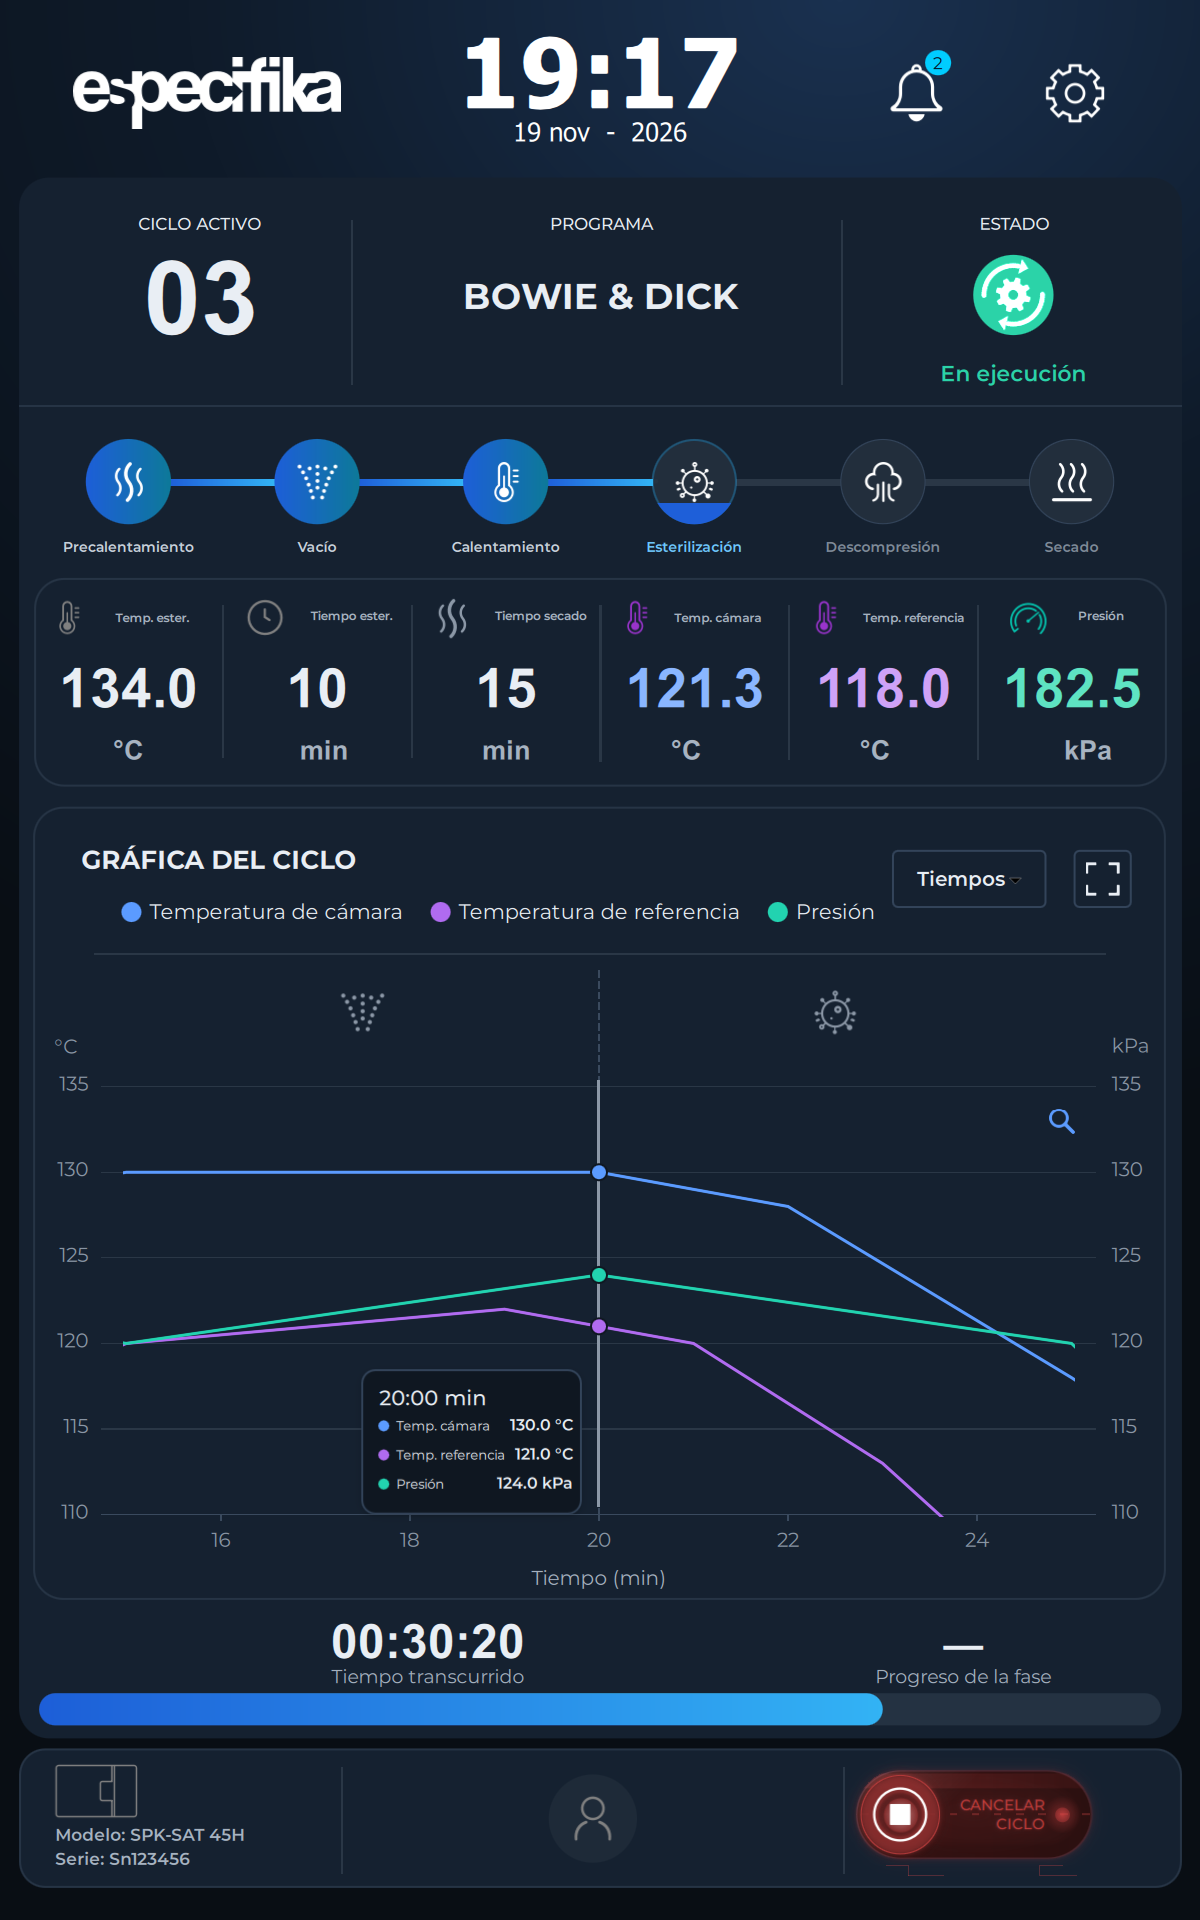 especifika
19:17
19 nov - 2026
2
CICLO ACTIVO
PROGRAMA
ESTADO
03
BOWIE & DICK
En ejecución
Precalentamiento
Vacío
Calentamiento
Esterilización
Descompresión
Secado
Temp. ester.
Tiempo ester.
Tiempo secado
Temp. cámara
Temp. referencia
Presión
134.0
10
15
121.3
118.0
182.5
°C
min
min
°C
°C
kPa
GRÁFICA DEL CICLO
Tiempos
Temperatura de cámara
Temperatura de referencia
Presión
°C
kPa
135
135
130
130
125
125
120
120
20:00 min
Temp. cámara 130.0 °C
115
115
Temp. referencia 121.0 °C
Presión 124.0 kPa
110
110
16
18
20
22
24
Tiempo (min)
00:30:20
—
Tiempo transcurrido
Progreso de la fase
Modelo: SPK-SAT 45H
Serie: Sn123456
CANCELAR
CICLO